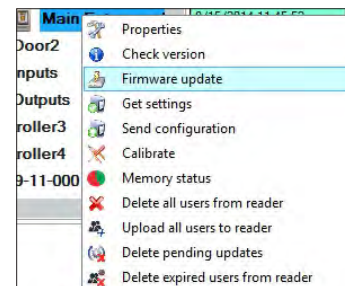 Main
Properties
Door2
Check version
nputs
Firmware update
Outputs
Get settings
roller3
Send configuration
roller4
Calibrate
9-11-000
Memory status
Delete all users from reader
Upload all users to reader
Delete pending updates
Delete expired users from reader